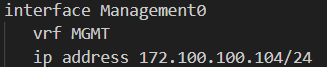 interface Management0
   vrf MGMT
   ip address 172.100.100.104/24